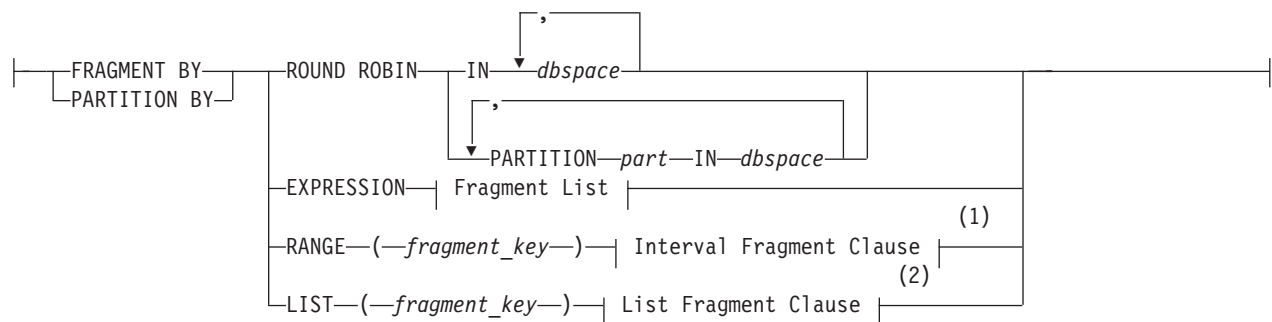 ,
FRAGMENT BY ROUND ROBIN IN dbspace
PARTITION BY
,
PARTITION part IN dbspace
EXPRESSION Fragment List
(1)
RANGE ( fragment_key ) Interval Fragment Clause
(2)
LIST ( fragment_key ) List Fragment Clause